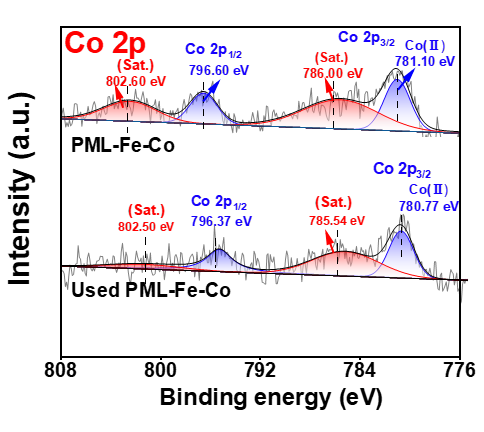 Co 2p
Co 2p1/2
796.60 eV
(Sat.)
802.60 eV
Co 2p3/2
(Sat.)
786.00 eV
Co(Ⅱ)
781.10 eV
PML-Fe-Co
Co 2p3/2
Co(Ⅱ)
780.77 eV
Co 2p1/2
796.37 eV
(Sat.)
802.50 eV
(Sat.)
785.54 eV
Used PML-Fe-Co
Intensity (a.u.)
808 800 792 784 776
Binding energy (eV)